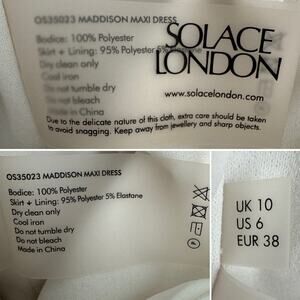 OS35023 MADDISON MAXI DRESS
SOLACE
LONDON
Bodice: 100% Polyester
Skirt + Lining: 95% Polyester 5% Elastane
Dry clean only
Cool iron
Do not tumble dry
Do not bleach
Made in China
www.solacelondon.com
Due to the delicate nature of this cloth, extra care should be taken
to avoid snagging. Keep away from jewellery and sharp objects.
OS35023 MADDISON MAXI DRESS
Bodice: 100% Polyester
Skirt + Lining: 95% Polyester 5% Elastane
Dry clean only
Cool iron
Do not tumble dry
Do not bleach
Made in China
UK 10
US 6
EUR 38